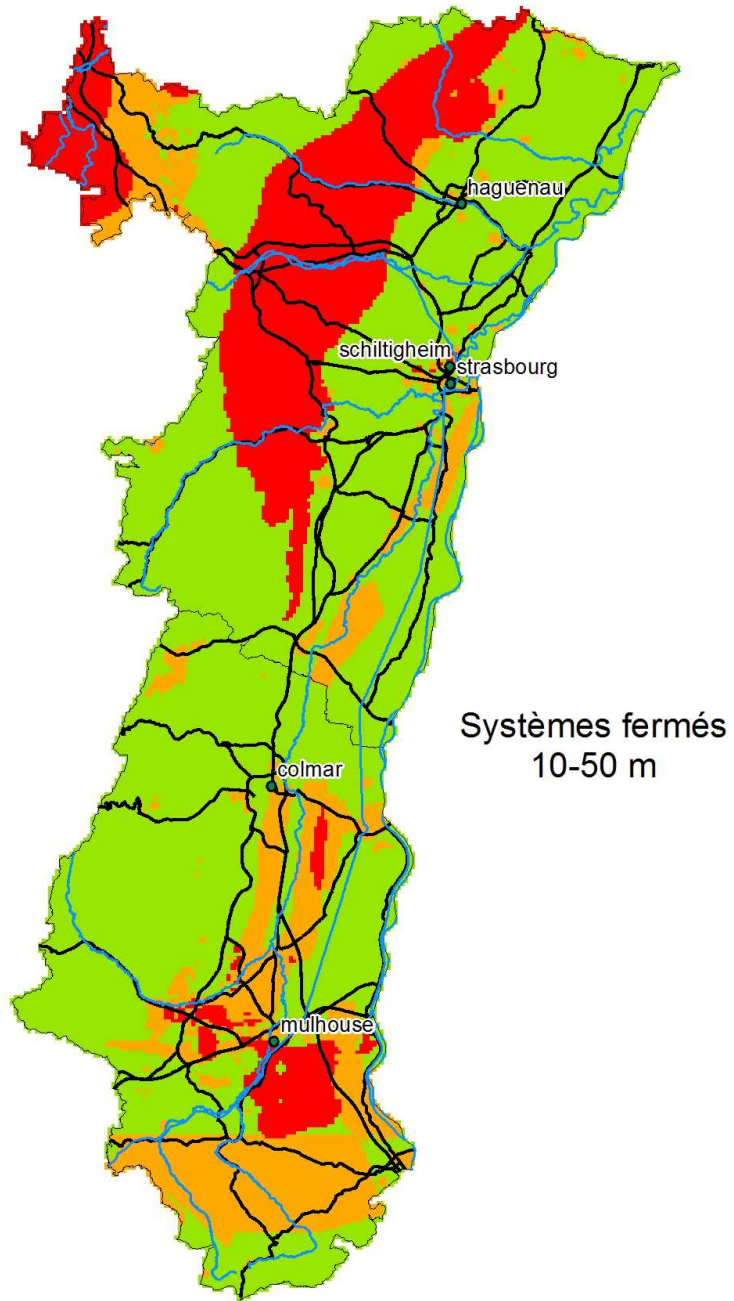 haguenau
schiltigheim
strasbourg
Systèmes fermés
10-50 m
colmar
mulhouse